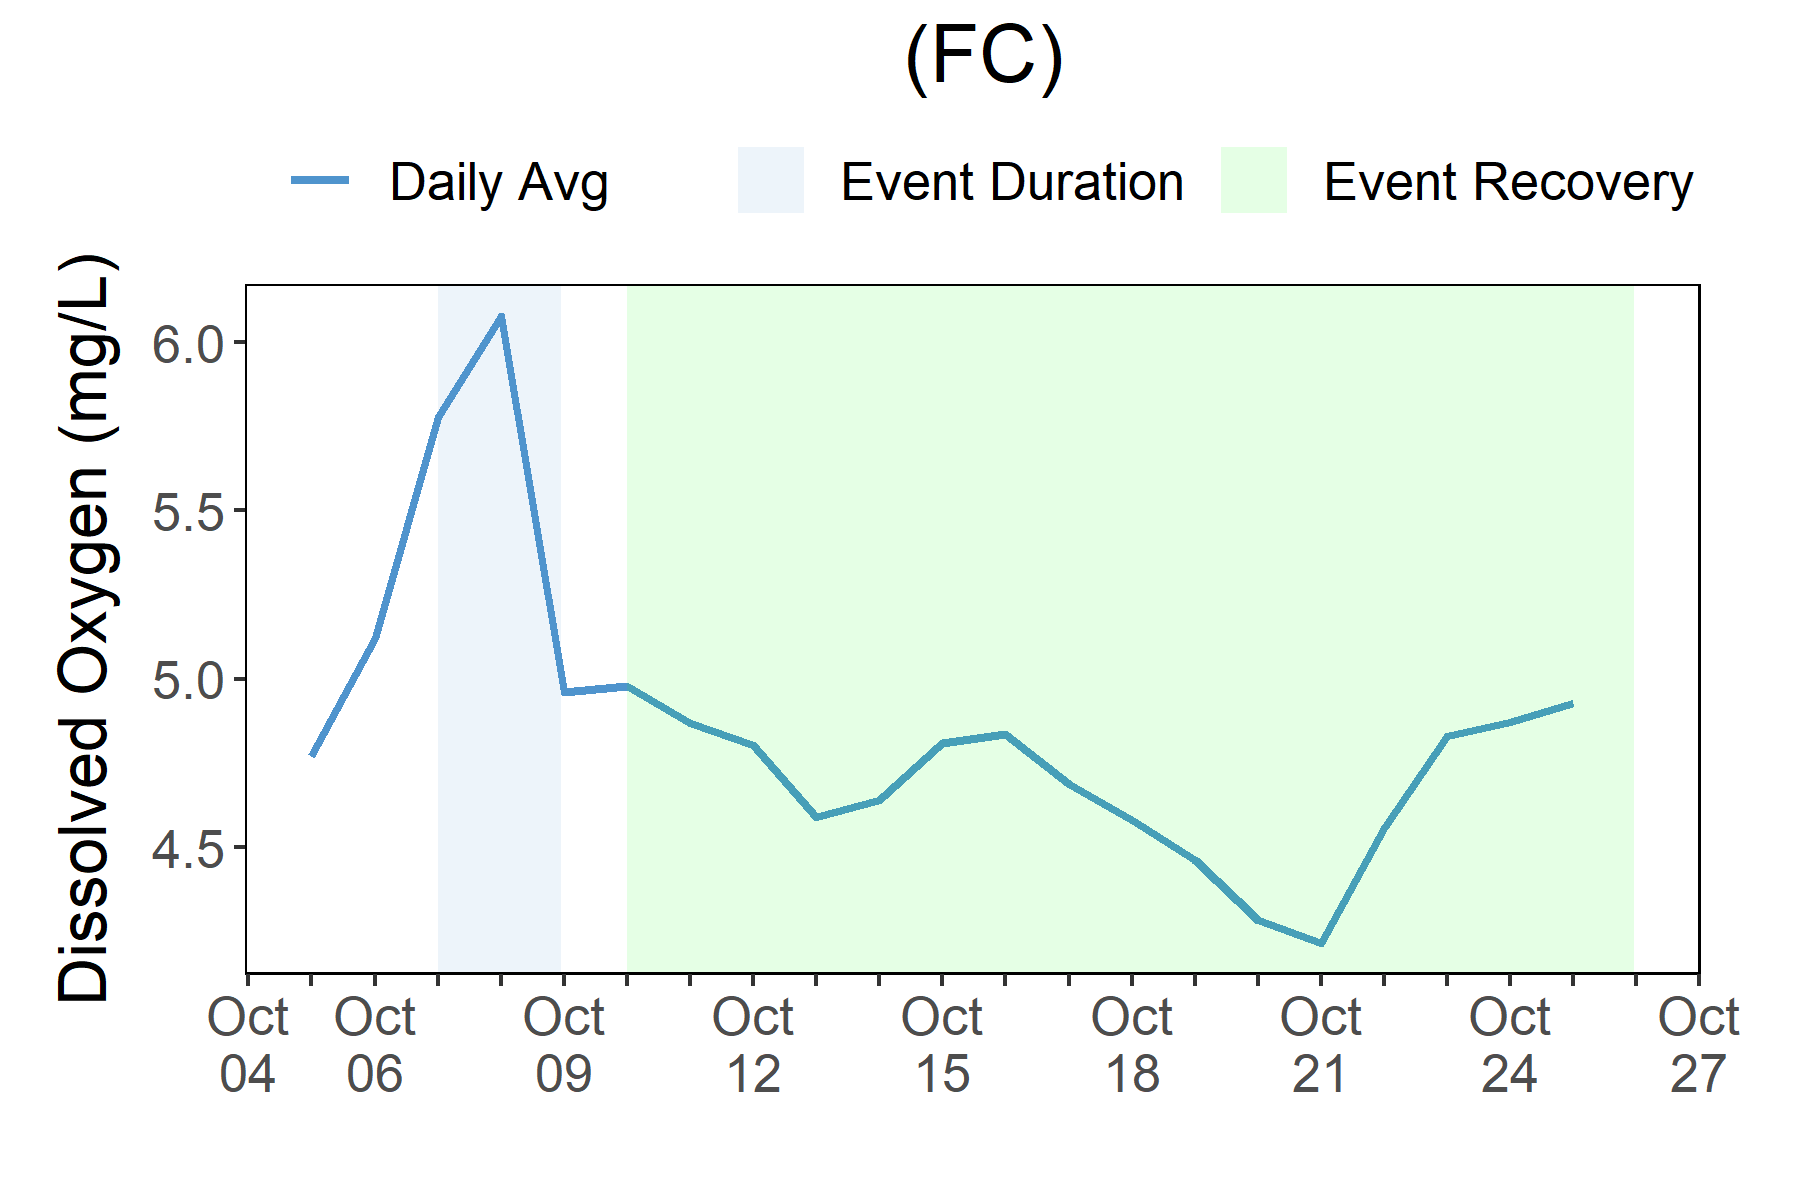 (FC)
Daily Avg Event Duration Event Recovery
Dissolved Oxygen (mg/L)
6.0
5.5
5.0
4.5
Oct Oct Oct Oct Oct Oct Oct Oct Oct
04 06 09 12 15 18 21 24 27